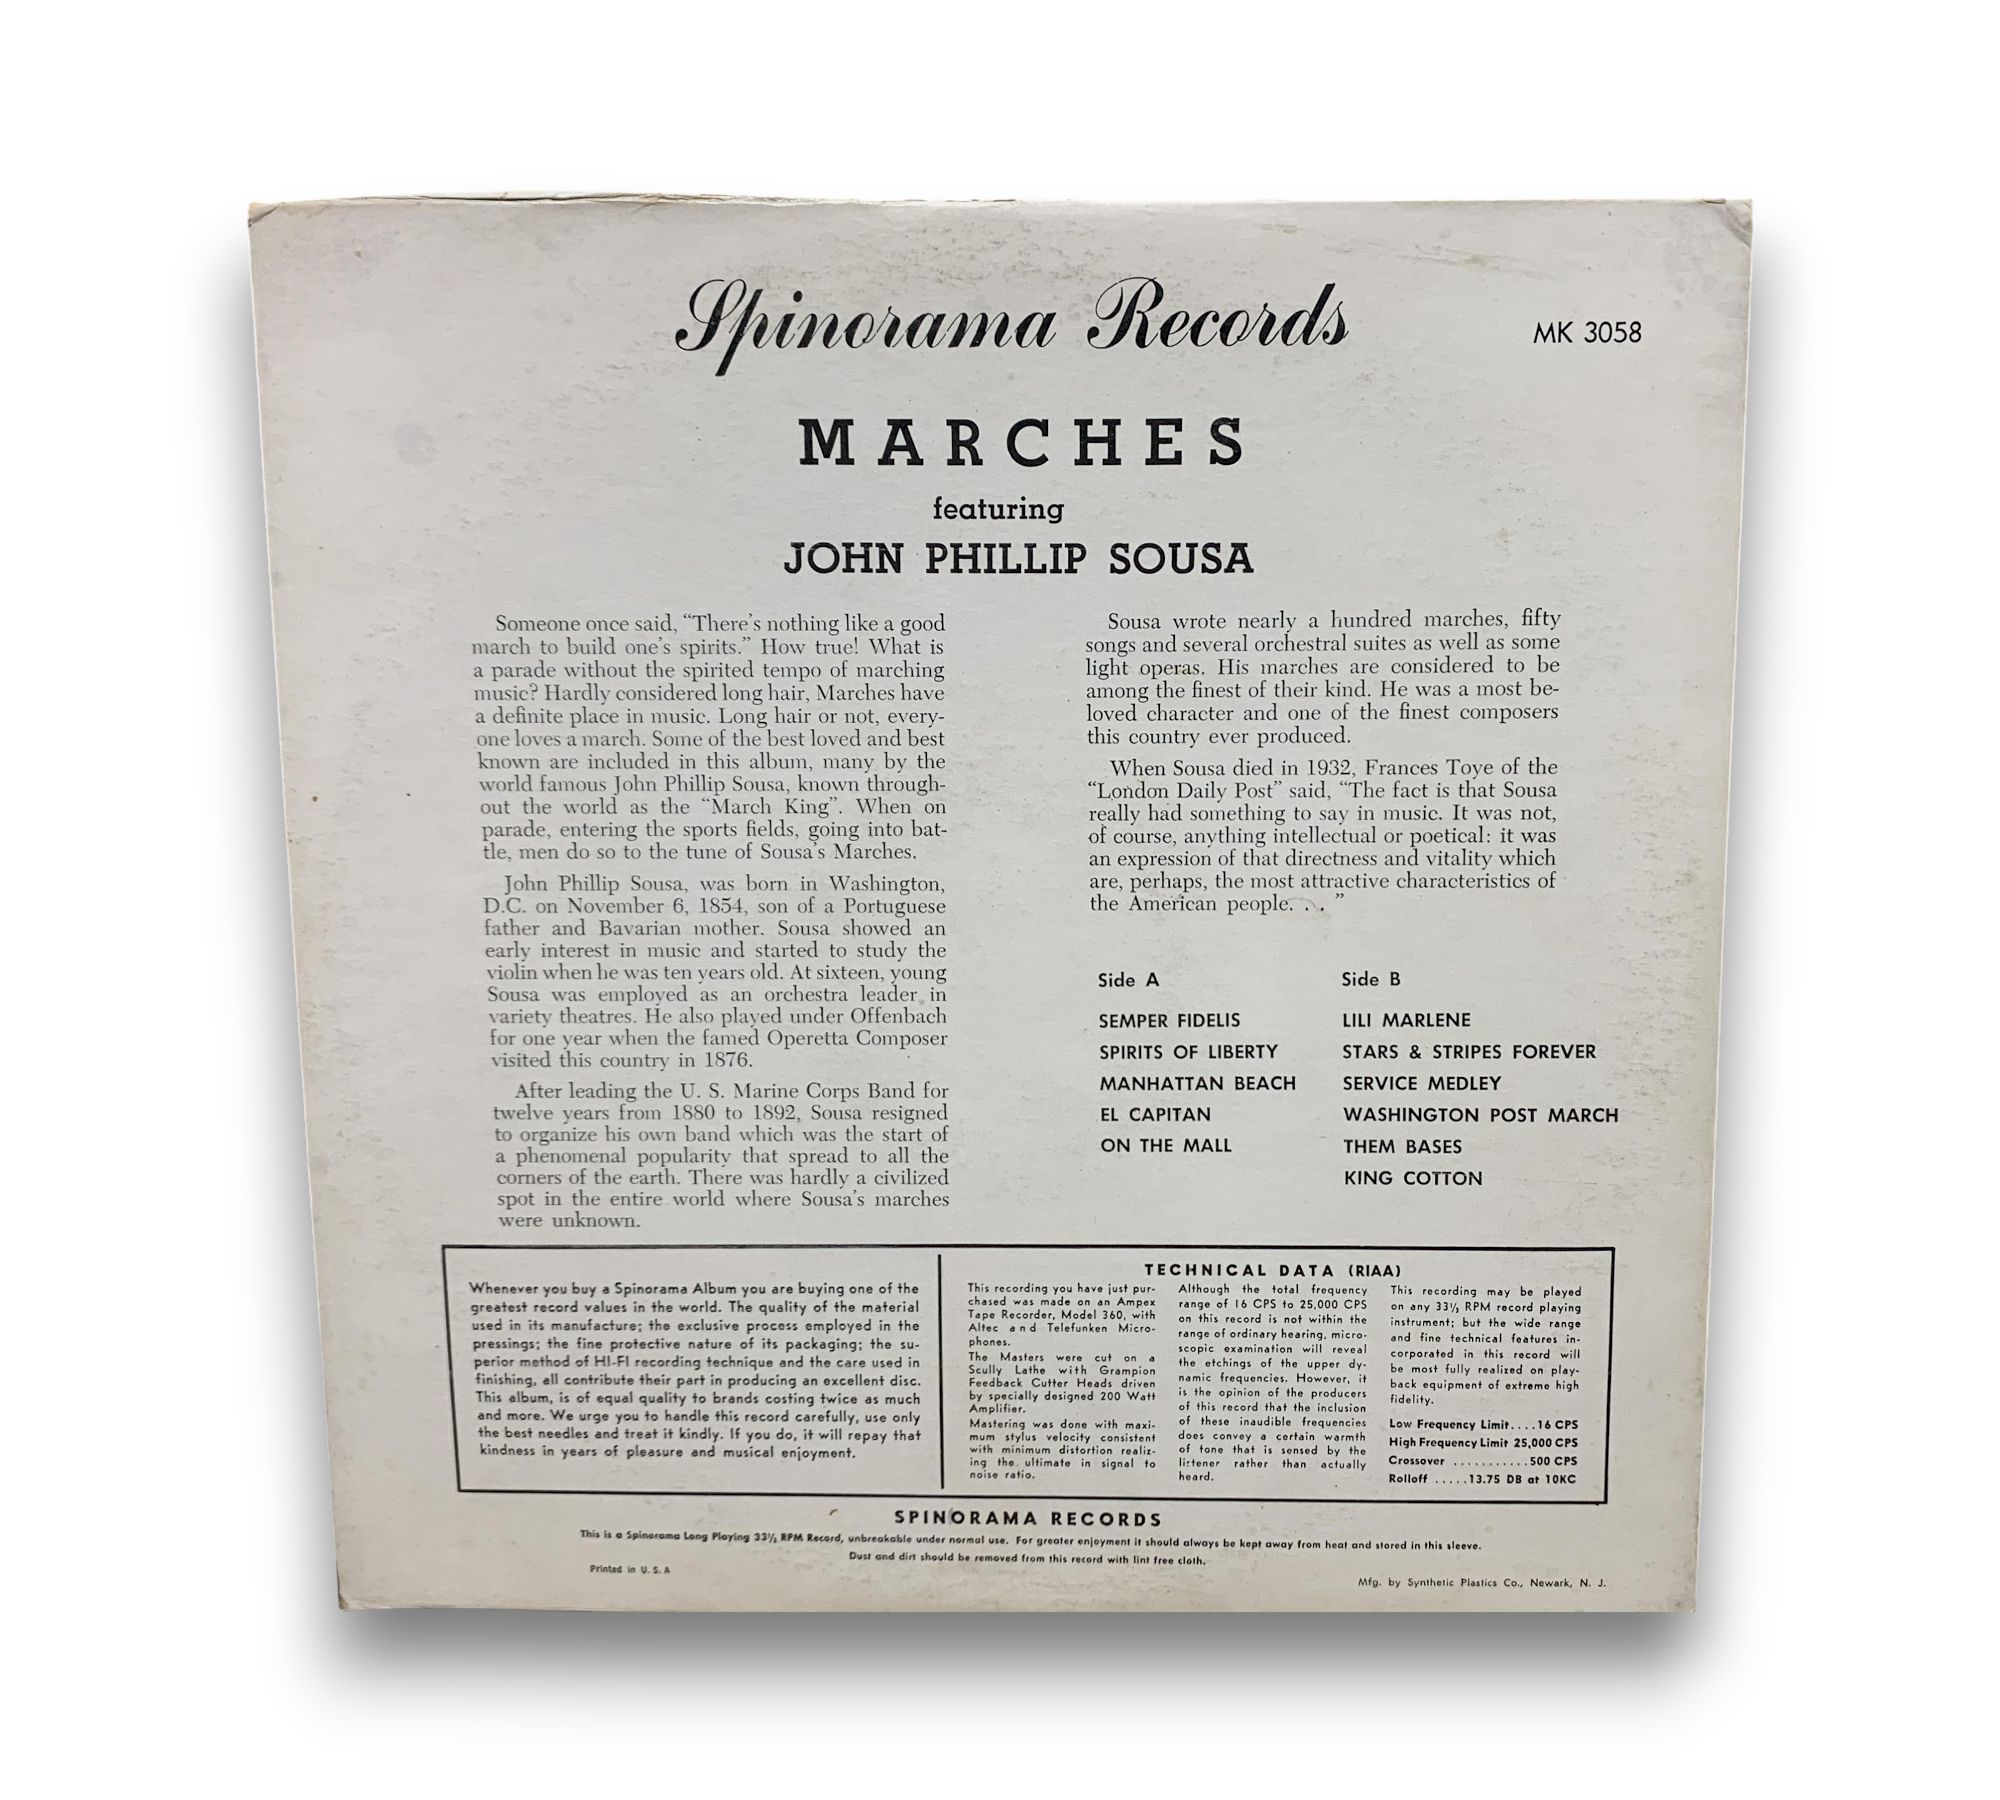 Spinorama Records
MK 3058
MARCHES
featuring
JOHN PHILLIP SOUSA
Someone once said, “There’s nothing like a good
march to build one’s spirits.” How true! What is
a parade without the spirited tempo of marching
music? Hardly considered long hair, Marches have
a definite place in music. Long hair or not, every-
one loves a march. Some of the best loved and best
known are included in this album, many by the
world famous John Phillip Sousa, known through-
out the world as the “March King”. When on
parade, entering the sports fields, going into bat-
tle, men do so to the tune of Sousa’s Marches.
John Phillip Sousa, was born in Washington,
D.C. on November 6, 1854, son of a Portuguese
father and Bavarian mother. Sousa showed an
early interest in music and started to study the
violin when he was ten years old. At sixteen, young
Sousa was employed as an orchestra leader in
variety theatres. He also played under Offenbach
for one year when the famed Operetta Composer
visited this country in 1876.
After leading the U. S. Marine Corps Band for
twelve years from 1880 to 1892, Sousa resigned
to organize his own band which was the start of
a phenomenal popularity that spread to all the
corners of the earth. There was hardly a civilized
spot in the entire world where Sousa’s marches
were unknown.
Sousa wrote nearly a hundred marches, fifty
songs and several orchestral suites as well as some
light operas. His marches are considered to be
among the finest of their kind. He was a most be-
loved character and one of the finest composers
this country ever produced.
When Sousa died in 1932, Frances Toye of the
“London Daily Post” said, “The fact is that Sousa
really had something to say in music. It was not,
of course, anything intellectual or poetical: it was
an expression of that directness and vitality which
are, perhaps, the most attractive characteristics of
the American people. . . ”
Side A
SEMPER FIDELIS
SPIRITS OF LIBERTY
MANHATTAN BEACH
EL CAPITAN
ON THE MALL
Side B
LILI MARLENE
STARS & STRIPES FOREVER
SERVICE MEDLEY
WASHINGTON POST MARCH
THEM BASES
KING COTTON
Whenever you buy a Spinorama Album you are buying one of the
greatest record values in the world. The quality of the material
used in its manufacture; the exclusive process employed in the
pressings; the fine protective nature of its packaging; the su-
perior method of HI-FI recording technique and the care used in
finishing, all contribute their part in producing an excellent disc.
This album, is of equal quality to brands costing twice as much
and more. We urge you to handle this record carefully, use only
the best needles and treat it kindly. If you do, it will repay that
kindness in years of pleasure and musical enjoyment.
TECHNICAL DATA (RIAA)
This recording you have just pur-
chased was made on an Ampex
Tape Recorder, Model 360, with
Altec and Telefunken Micro-
phones.
The Masters were cut on a
Scully Lathe with Grampion
Feedback Cutter Heads driven
by specially designed 200 Watt
Amplifier.
Mastering was done with maxi-
mum stylus velocity consistent
with minimum distortion realiz-
ing the ultimate in signal to
noise ratio.
Although the total frequency
range of 16 CPS to 25,000 CPS
on this record is not within the
range of ordinary hearing, micro-
scopic examination will reveal
the etchings of the upper dy-
namic frequencies. However, it
is the opinion of the producers
of this record that the inclusion
of these inaudible frequencies
does convey a certain warmth
of tone that is sensed by the
listener rather than actually
heard.
This recording may be played
on any 33⅓ RPM record playing
instrument; but the wide range
and fine technical features in-
corporated in this record will
be most fully realized on play-
back equipment of extreme high
fidelity.
Low Frequency Limit....16 CPS
High Frequency Limit 25,000 CPS
Crossover ..........500 CPS
Rolloff .....13.75 DB at 10KC
SPINORAMA RECORDS
This is a Spinorama Long Playing 33⅓ RPM Record, unbreakable under normal use. For greater enjoyment it should always be kept away from heat and stored in this sleeve.
Dust and dirt should be removed from this record with lint free cloth.
Printed in U. S. A
Mfg. by Synthetic Plastics Co., Newark, N. J.